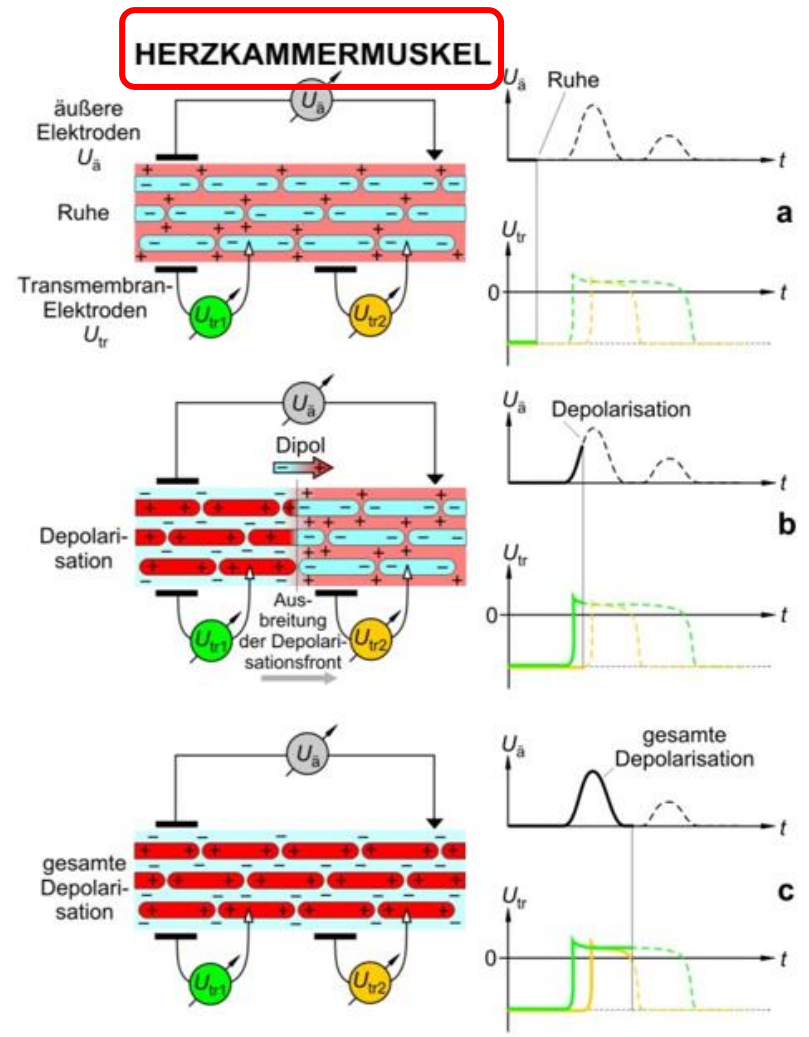 HERZKAMMERMUSKEL
äußere
Elektroden
Uä
Uä
Ruhe
Transmembran-
Elektroden
Utr
Utr1
Utr2
Uä
Ruhe
t
a
Utr
0
t
Uä
Dipol
- +
Depolari-
sation
Aus-
breitung
der Depolari-
sationsfront
Utr1
Utr2
Uä
Depolarisation
t
b
Utr
0
t
Uä
gesamte
Depolari-
sation
Utr1
Utr2
Uä
gesamte
Depolarisation
t
c
Utr
0
t